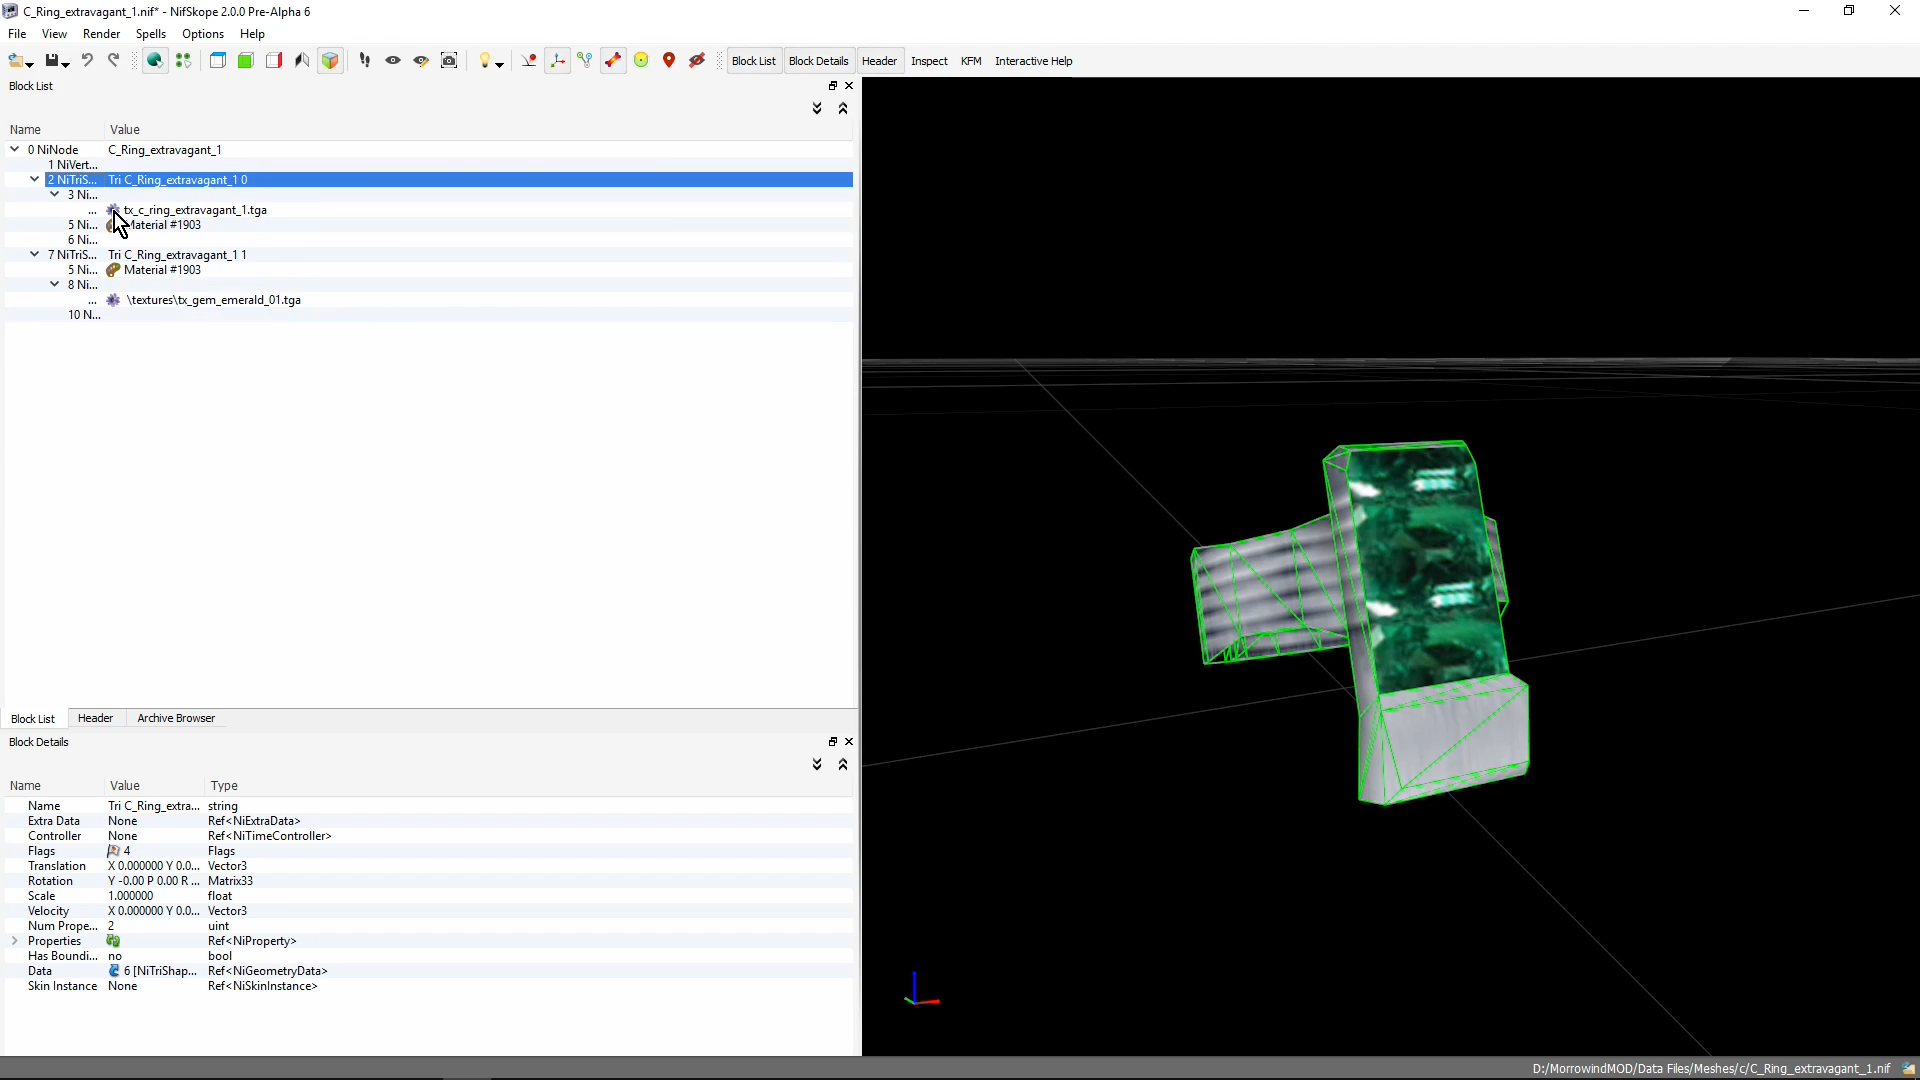 C_Ring_extravagant_1.nif* - NifSkope 2.0.0 Pre-Alpha 6
File View Render Spells Options Help
Block List Block Details Header Inspect KFM Interactive Help
Block List
Name Value
0 NiNode C_Ring_extravagant_1
1 NiVert...
2 NiTriS... Tri C_Ring_extravagant_1 0
3 Ni...
... tx_c_ring_extravagant_1.tga
5 Ni... Material #1903
6 Ni...
7 NiTriS... Tri C_Ring_extravagant_1 1
5 Ni... Material #1903
8 Ni...
... \textures\tx_gem_emerald_01.tga
10 N...
Block List Header Archive Browser
Block Details
Name Value Type
Name Tri C_Ring_extra... string
Extra Data None Ref<NiExtraData>
Controller None Ref<NiTimeController>
Flags 4 Flags
Translation X 0.000000 Y 0.0... Vector3
Rotation Y -0.00 P 0.00 R ... Matrix33
Scale 1.000000 float
Velocity X 0.000000 Y 0.0... Vector3
Num Prope... 2 uint
Properties Ref<NiProperty>
Has Boundi... no bool
Data 6 [NiTriShap... Ref<NiGeometryData>
Skin Instance None Ref<NiSkinInstance>
D:/MorrowindMOD/Data Files/Meshes/c/C_Ring_extravagant_1.nif